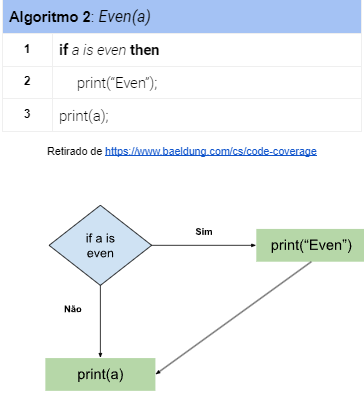 Algoritmo 2: Even(a)
1 if a is even then
2 print(“Even”);
3 print(a);
Retirado de https://www.baeldung.com/cs/code-coverage
if a is
even
Sim
print(“Even”)
Não
print(a)